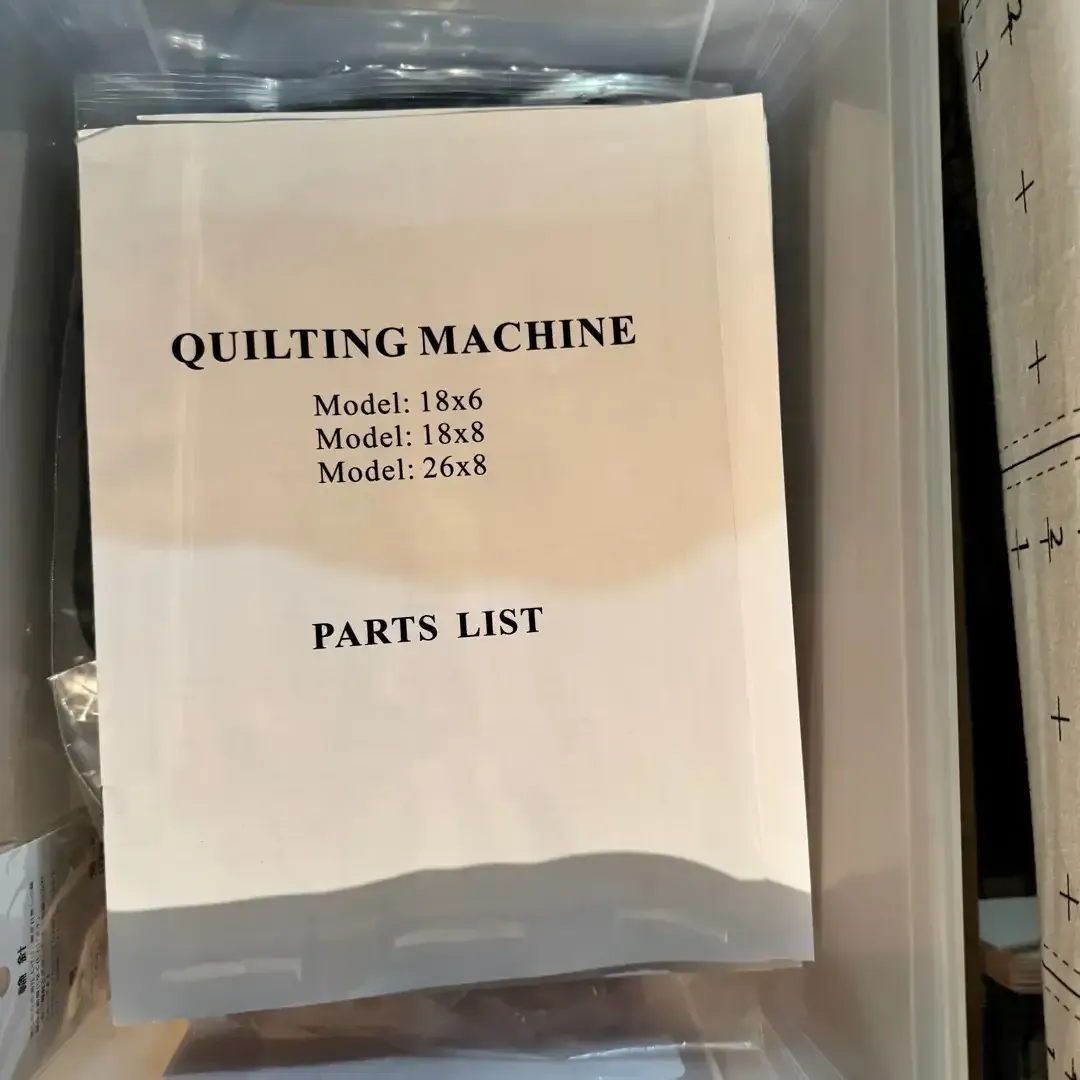 QUILTING MACHINE
Model: 18x6
Model: 18x8
Model: 26x8
PARTS LIST